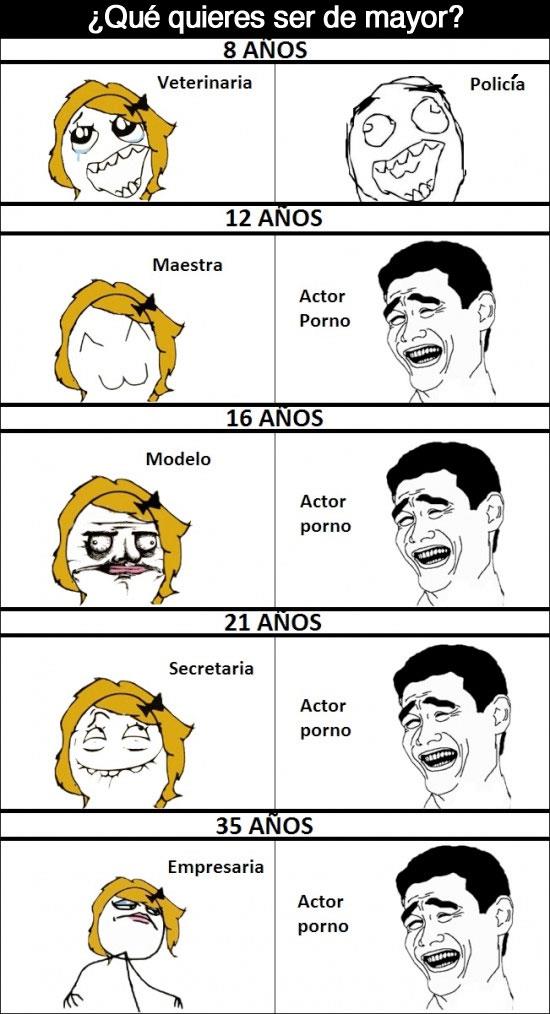 ¿Qué quieres ser de mayor?
8 AÑOS
Veterinaria
Policía
12 AÑOS
Maestra
Actor
Porno
16 AÑOS
Modelo
Actor
porno
21 AÑOS
Secretaria
Actor
porno
35 AÑOS
Empresaria
Actor
porno